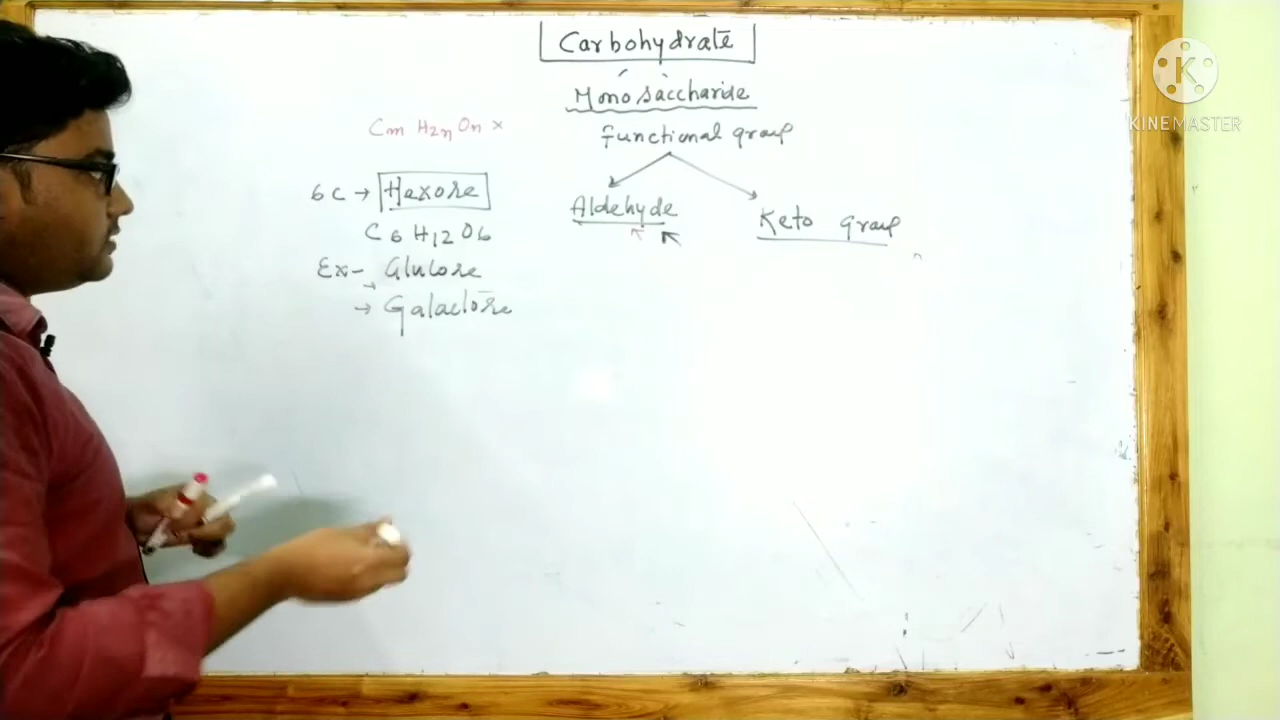 Carbohydrate
Monosaccharide
functional group
Aldehyde
Keto group
Cm H2n On ×
6C → Hexose
C6 H12 O6
Ex- Glucose
→ Galactose
K
KINEMASTER